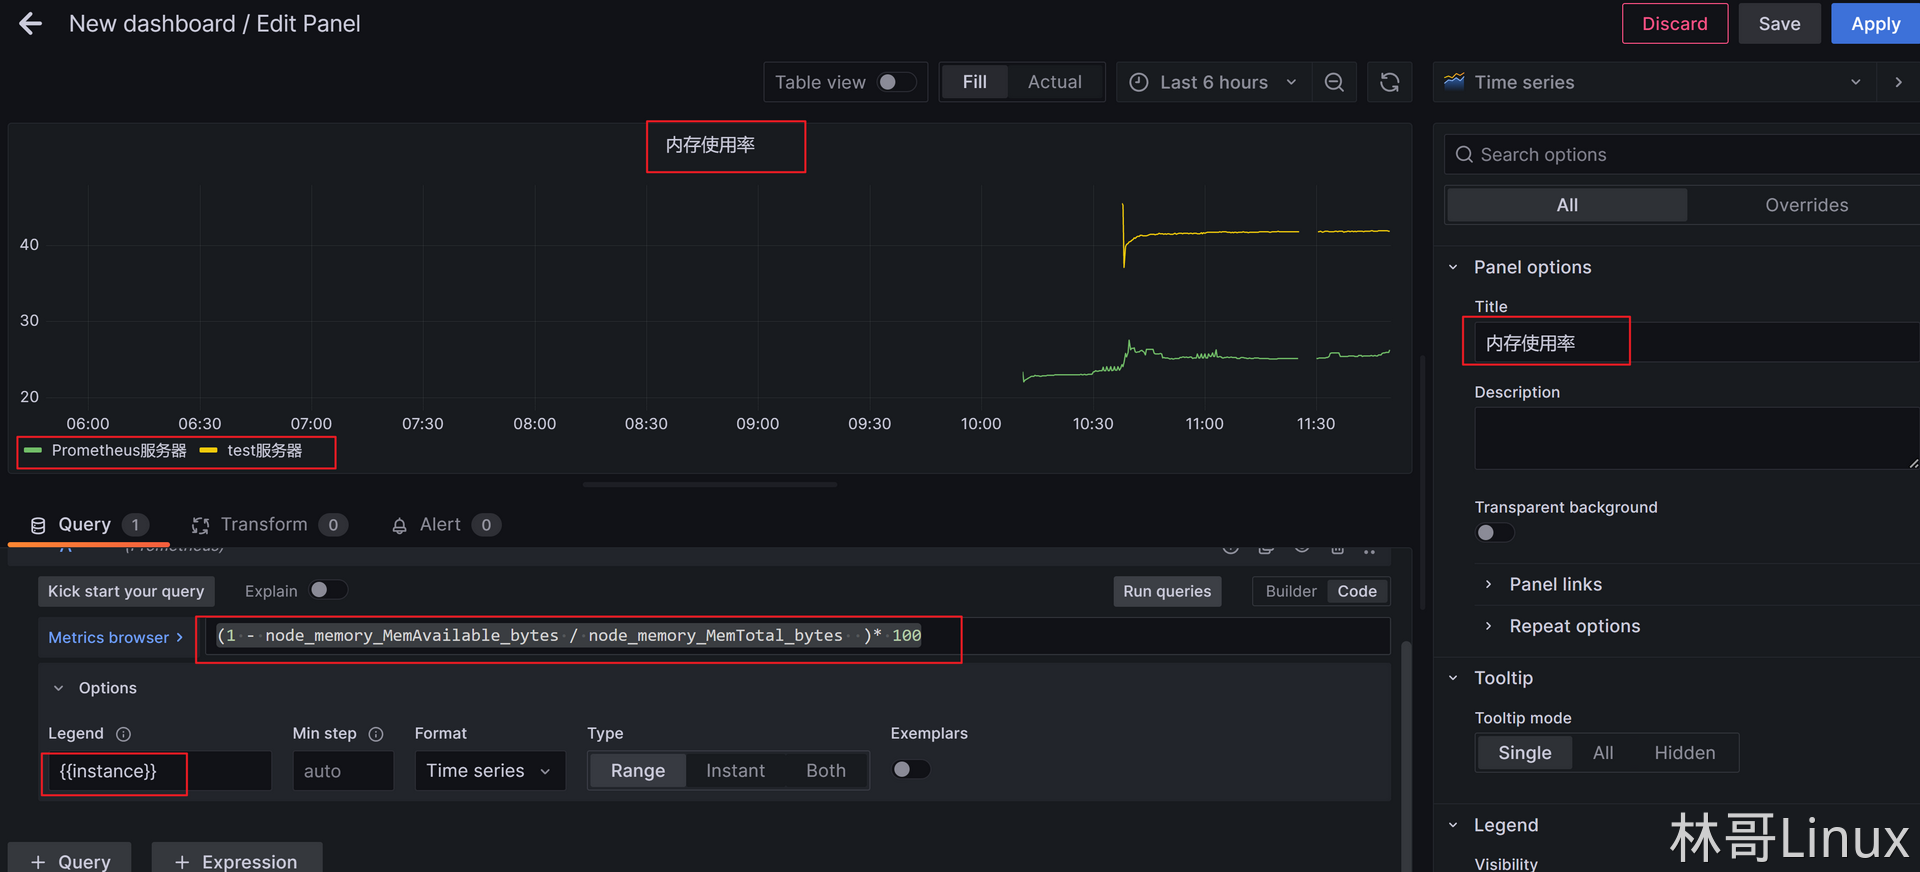 New dashboard / Edit Panel
Discard
Save
Apply
Table view
Fill
Actual
Last 6 hours
Time series
内存使用率
40
30
20
06:00
06:30
07:00
07:30
08:00
08:30
09:00
09:30
10:00
10:30
11:00
11:30
Prometheus服务器
test服务器
Search options
All
Overrides
Panel options
Title
内存使用率
Description
Transparent background
Panel links
Repeat options
Tooltip
Tooltip mode
Single
All
Hidden
Legend
Visibility
Query 1
Transform 0
Alert 0
A (Prometheus)
Kick start your query
Explain
Run queries
Builder
Code
Metrics browser >
(1 - node_memory_MemAvailable_bytes / node_memory_MemTotal_bytes  )* 100
Options
Legend
Min step
Format
Type
Exemplars
{{instance}}
auto
Time series
Range
Instant
Both
+ Query
+ Expression
林哥Linux